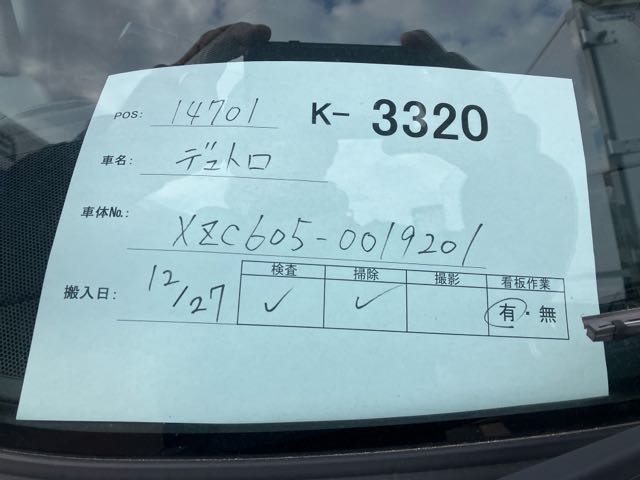 POS: 14701 K- 3320
車名: デュトロ
車体No.: XZC605-0019201
検査 掃除 撮影 看板作業
搬入日: 12/27 ✓ ✓ 有・無